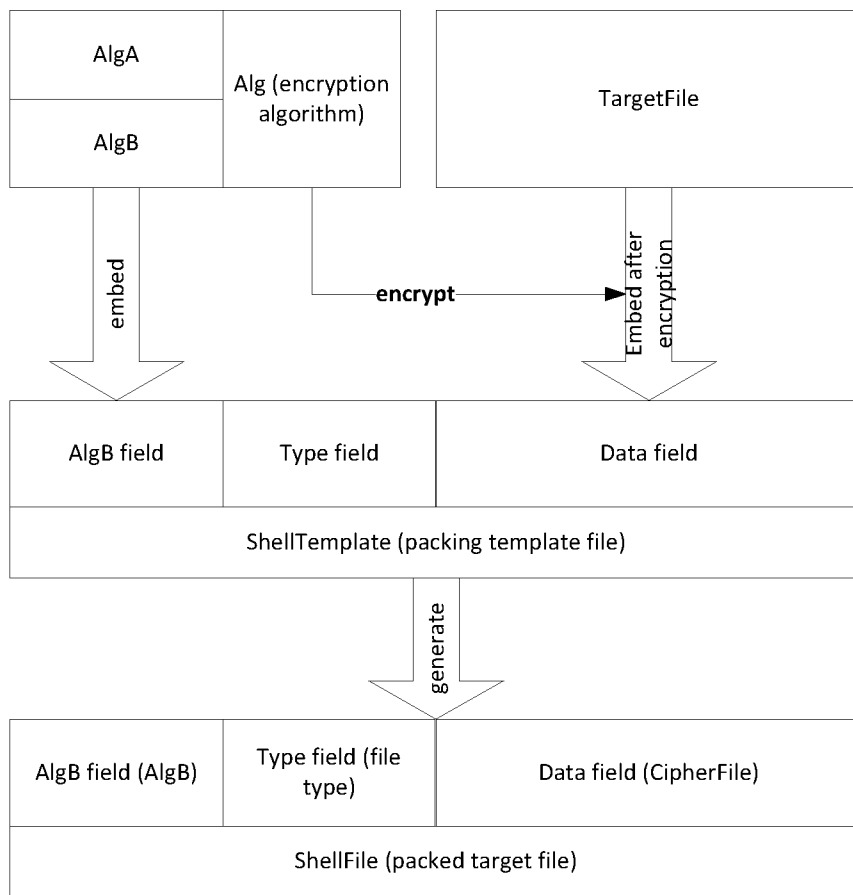 AlgA
Alg (encryption
algorithm)
AlgB
TargetFile
embed
encrypt
Embed after
encryption
AlgB field
Type field
Data field
ShellTemplate (packing template file)
generate
AlgB field (AlgB)
Type field (file
type)
Data field (CipherFile)
ShellFile (packed target file)